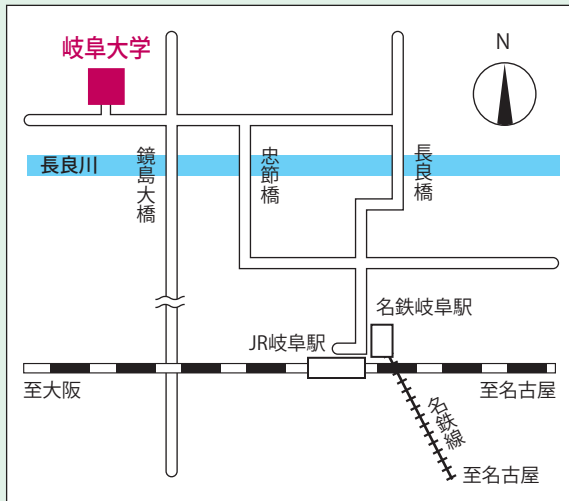 岐阜大学
N
長良川
鏡島大橋
忠節橋
長良橋
名鉄岐阜駅
JR岐阜駅
至大阪
至名古屋
名鉄線
至名古屋